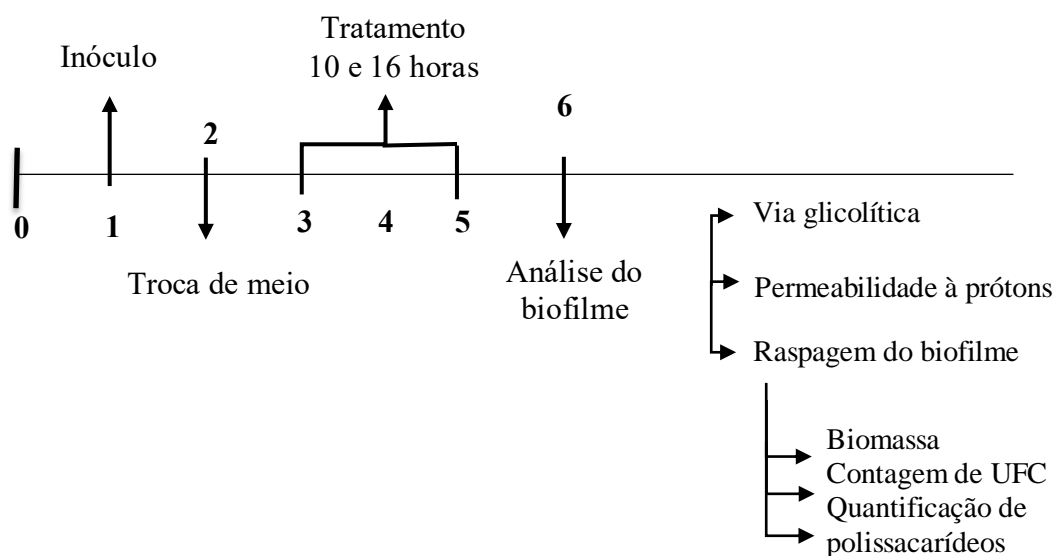 Inóculo
Tratamento
10 e 16 horas
6
2
0
1
3
4
5
Troca de meio
Análise do
biofilme
Via glicolítica
Permeabilidade à prótons
Raspagem do biofilme
Biomassa
Contagem de UFC
Quantificação de
polissacarídeos